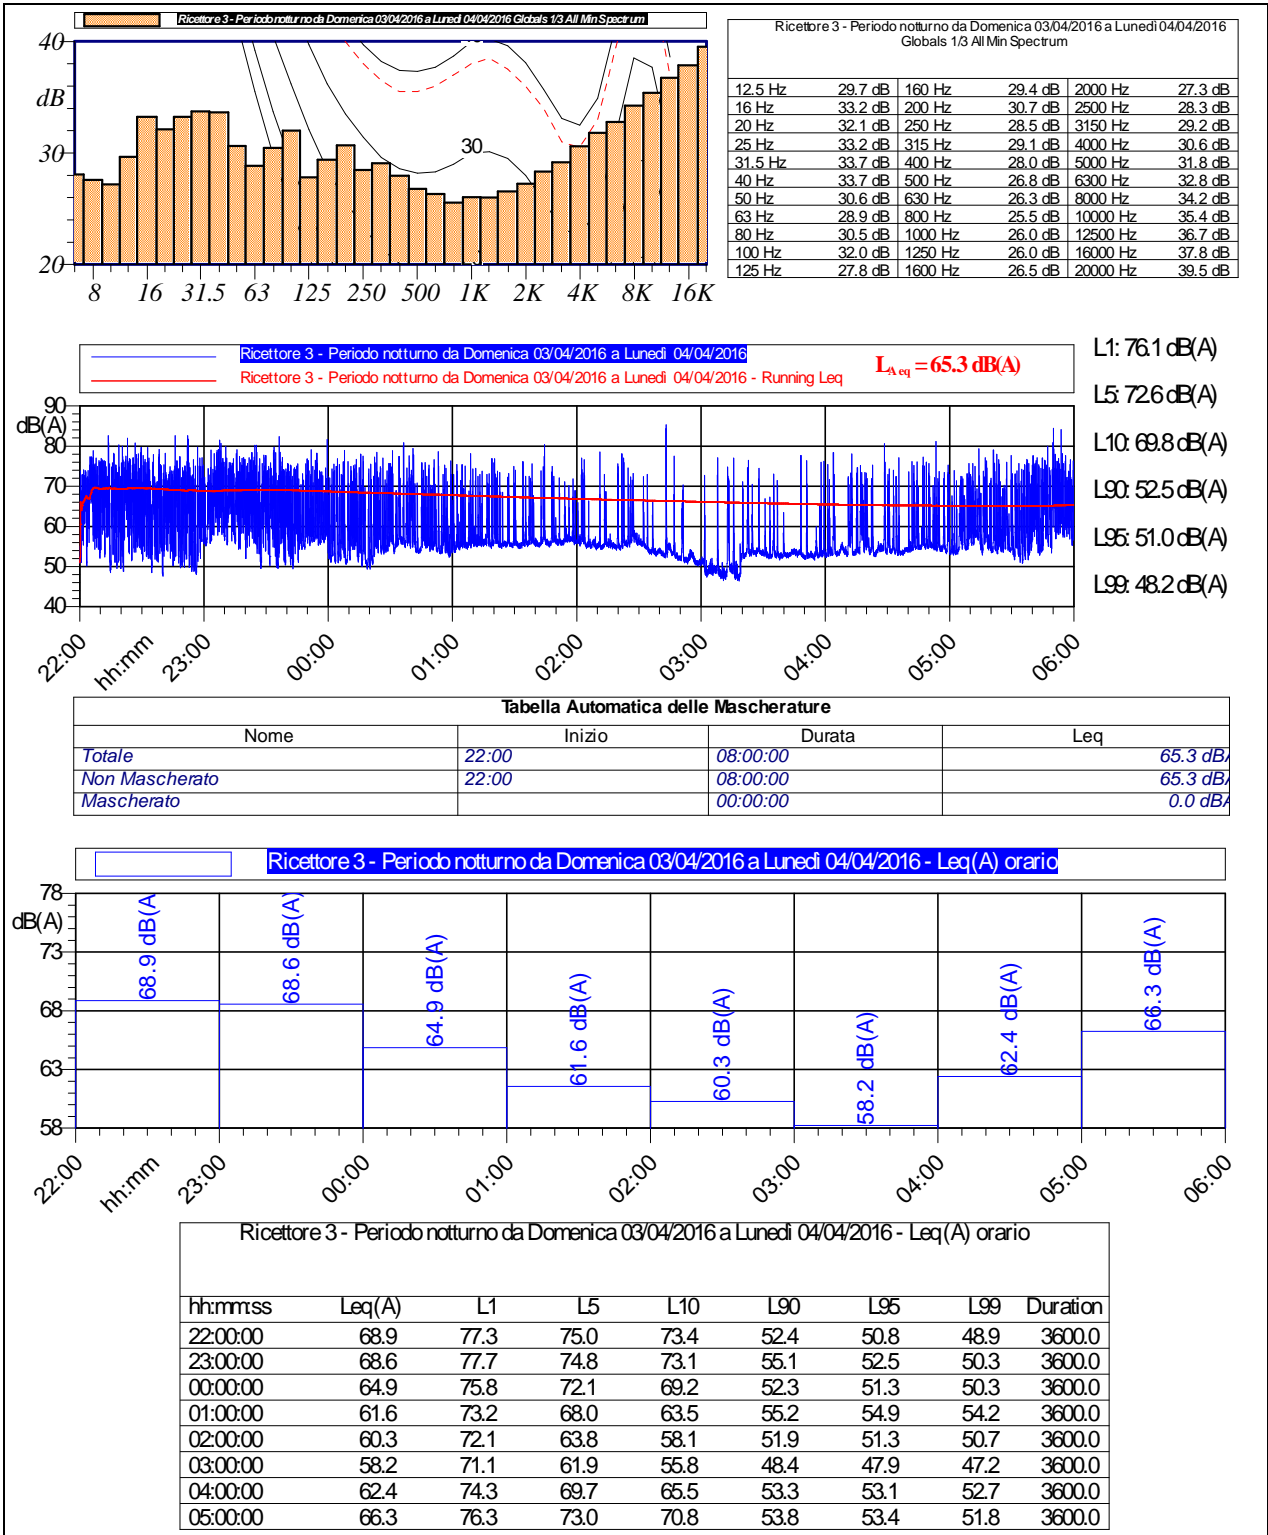 Ricettore 3 - Periodo notturno da Domenica 03/04/2016 a Lunedì 04/04/2016 Globals 1/3 All Min Spectrum
40
dB
30
20
30
8 16 31.5 63 125 250 500 1K 2K 4K 8K 16K
Ricettore 3 - Periodo notturno da Domenica 03/04/2016 a Lunedì 04/04/2016
Globals 1/3 All Min Spectrum
12.5 Hz 29.7 dB 160 Hz 29.4 dB 2000 Hz 27.3 dB
16 Hz 33.2 dB 200 Hz 30.7 dB 2500 Hz 28.3 dB
20 Hz 32.1 dB 250 Hz 28.5 dB 3150 Hz 29.2 dB
25 Hz 33.2 dB 315 Hz 29.1 dB 4000 Hz 30.6 dB
31.5 Hz 33.7 dB 400 Hz 28.0 dB 5000 Hz 31.8 dB
40 Hz 33.7 dB 500 Hz 26.8 dB 6300 Hz 32.8 dB
50 Hz 30.6 dB 630 Hz 26.3 dB 8000 Hz 34.2 dB
63 Hz 28.9 dB 800 Hz 25.5 dB 10000 Hz 35.4 dB
80 Hz 30.5 dB 1000 Hz 26.0 dB 12500 Hz 36.7 dB
100 Hz 32.0 dB 1250 Hz 26.0 dB 16000 Hz 37.8 dB
125 Hz 27.8 dB 1600 Hz 26.5 dB 20000 Hz 39.5 dB
Ricettore 3 - Periodo notturno da Domenica 03/04/2016 a Lunedì 04/04/2016
Ricettore 3 - Periodo notturno da Domenica 03/04/2016 a Lunedì 04/04/2016 - Running Leq
LAeq = 65.3 dB(A)
L1: 76.1 dB(A)
L5: 72.6 dB(A)
L10: 69.8 dB(A)
L90: 52.5 dB(A)
L95: 51.0 dB(A)
L99: 48.2 dB(A)
90
dB(A)
80
70
60
50
40
22:00 hh:mm 23:00 00:00 01:00 02:00 03:00 04:00 05:00 06:00
Tabella Automatica delle Mascherature
Nome Inizio Durata Leq
Totale 22:00 08:00:00 65.3 dBA
Non Mascherato 22:00 08:00:00 65.3 dBA
Mascherato 00:00:00 0.0 dBA
Ricettore 3 - Periodo notturno da Domenica 03/04/2016 a Lunedì 04/04/2016 - Leq(A) orario
78
dB(A)
73
68
63
58
68.9 dB(A
68.6 dB(A)
64.9 dB(A)
61.6 dB(A)
60.3 dB(A)
58.2 dB(A)
62.4 dB(A)
66.3 dB(A)
22:00 hh:mm 23:00 00:00 01:00 02:00 03:00 04:00 05:00 06:00
Ricettore 3 - Periodo notturno da Domenica 03/04/2016 a Lunedì 04/04/2016 - Leq(A) orario
hh:mm:ss Leq(A) L1 L5 L10 L90 L95 L99 Duration
22:00:00 68.9 77.3 75.0 73.4 52.4 50.8 48.9 3600.0
23:00:00 68.6 77.7 74.8 73.1 55.1 52.5 50.3 3600.0
00:00:00 64.9 75.8 72.1 69.2 52.3 51.3 50.3 3600.0
01:00:00 61.6 73.2 68.0 63.5 55.2 54.9 54.2 3600.0
02:00:00 60.3 72.1 63.8 58.1 51.9 51.3 50.7 3600.0
03:00:00 58.2 71.1 61.9 55.8 48.4 47.9 47.2 3600.0
04:00:00 62.4 74.3 69.7 65.5 53.3 53.1 52.7 3600.0
05:00:00 66.3 76.3 73.0 70.8 53.8 53.4 51.8 3600.0